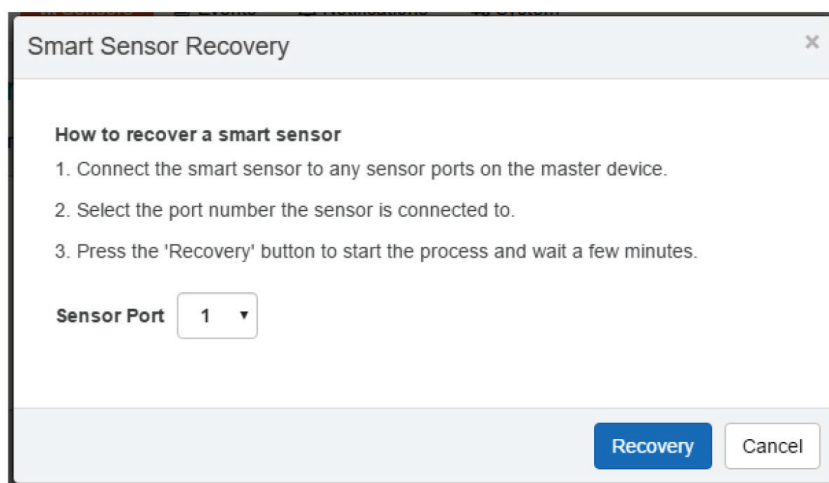 Smart Sensor Recovery
×
How to recover a smart sensor
1. Connect the smart sensor to any sensor ports on the master device.
2. Select the port number the sensor is connected to.
3. Press the 'Recovery' button to start the process and wait a few minutes.
Sensor Port 1
Recovery Cancel